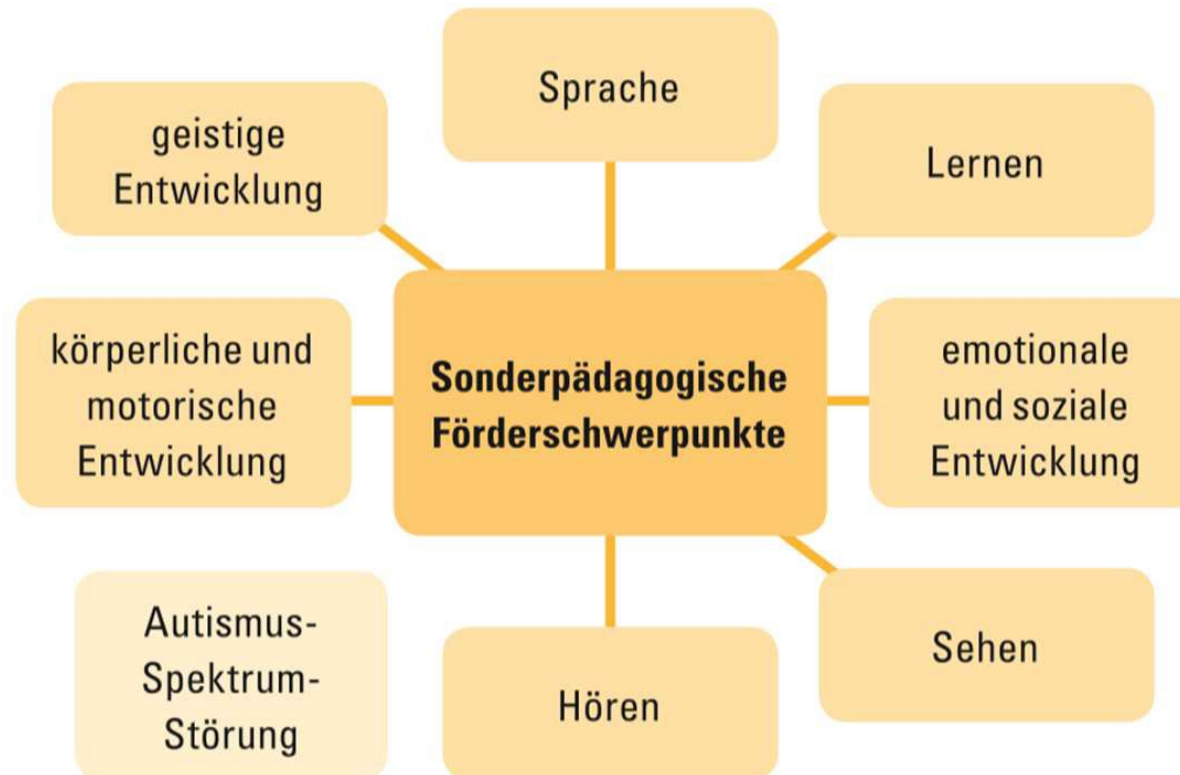 Sprache
geistige
Entwicklung
Lernen
körperliche und
motorische
Entwicklung
Sonderpädagogische
Förderschwerpunkte
emotionale
und soziale
Entwicklung
Autismus-
Spektrum-
Störung
Hören
Sehen